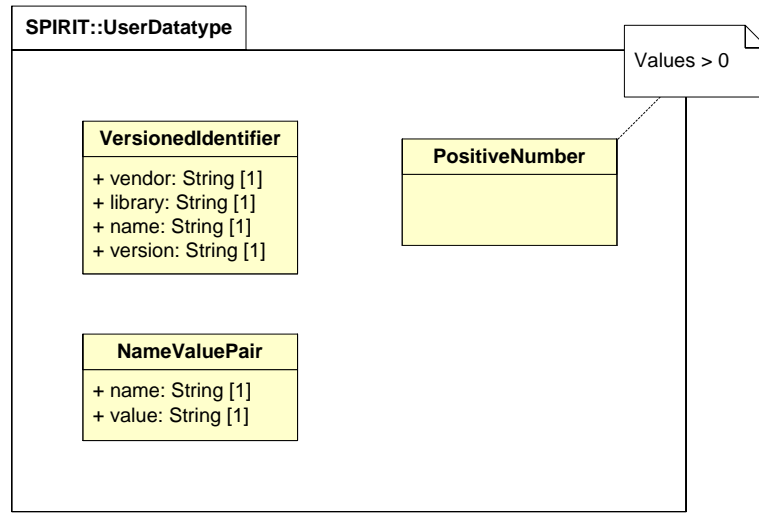 SPIRIT::UserDatatype
Values > 0
VersionedIdentifier
+ vendor: String [1]
+ library: String [1]
+ name: String [1]
+ version: String [1]
PositiveNumber
NameValuePair
+ name: String [1]
+ value: String [1]